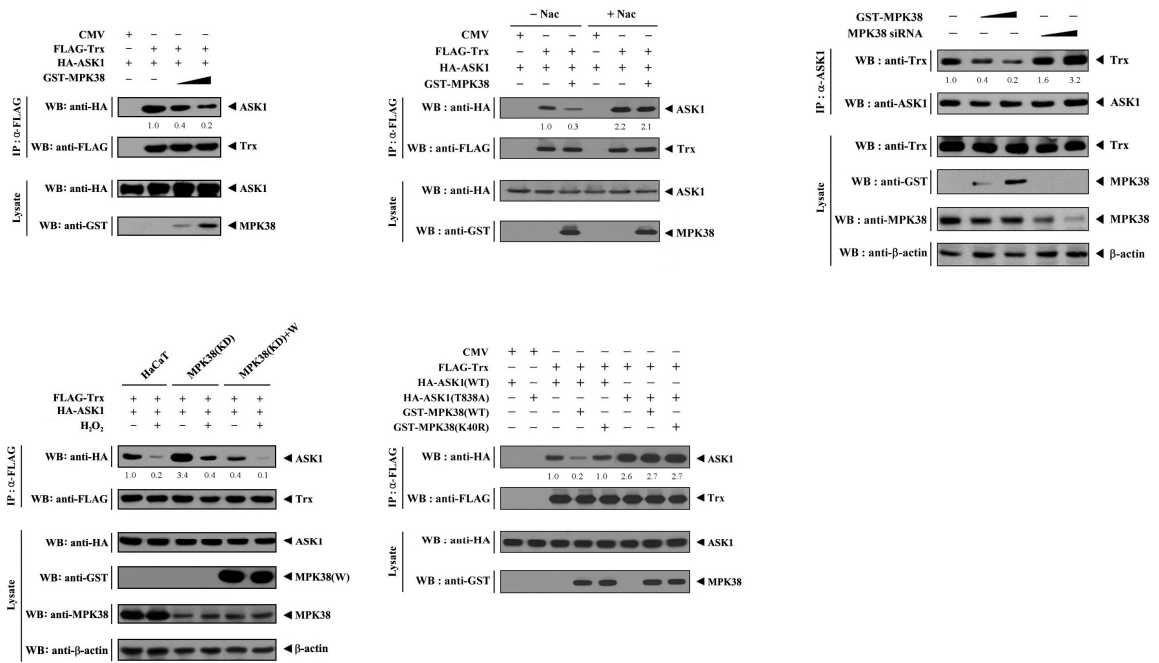 CMV + – – –
FLAG-Trx – + + +
HA-ASK1 + + + +
GST-MPK38 – –
IP : α-FLAG
WB: anti-HA ASK1
1.0 0.4 0.2
WB: anti-FLAG Trx
Lysate
WB: anti-HA ASK1
WB: anti-GST MPK38
– Nac + Nac
CMV + – – + – –
FLAG-Trx – + + – + +
HA-ASK1 + + + + + +
GST-MPK38 – – + – – +
IP : α-FLAG
WB : anti-HA ASK1
1.0 0.3 2.2 2.1
WB : anti-FLAG Trx
Lysate
WB : anti-HA ASK1
WB : anti-GST MPK38
GST-MPK38 – – –
MPK38 siRNA – – –
IP : α-ASK1
WB : anti-Trx Trx
1.0 0.4 0.2 1.6 3.2
WB : anti-ASK1 ASK1
Lysate
WB : anti-Trx Trx
WB : anti-GST MPK38
WB : anti-MPK38 MPK38
WB : anti-β-actin β-actin
HaCaT MPK38(KD) MPK38(KD)+W
FLAG-Trx + + + + + +
HA-ASK1 + + + + + +
H₂O₂ – + – + – +
IP : α-FLAG
WB: anti-HA ASK1
1.0 0.2 3.4 0.4 0.4 0.1
WB: anti-FLAG Trx
Lysate
WB: anti-HA ASK1
WB: anti-GST MPK38(W)
WB: anti-MPK38 MPK38
WB: anti-β-actin β-actin
CMV + + – – – – – –
FLAG-Trx – – + + + + + +
HA-ASK1(WT) + – + + + – – –
HA-ASK1(T838A) – + – – – + + +
GST-MPK38(WT) – – – + – – + –
GST-MPK38(K40R) – – – – + – – +
IP : α-FLAG
WB : anti-HA ASK1
1.0 0.2 1.0 2.6 2.7 2.7
WB : anti-FLAG Trx
Lysate
WB : anti-HA ASK1
WB : anti-GST MPK38